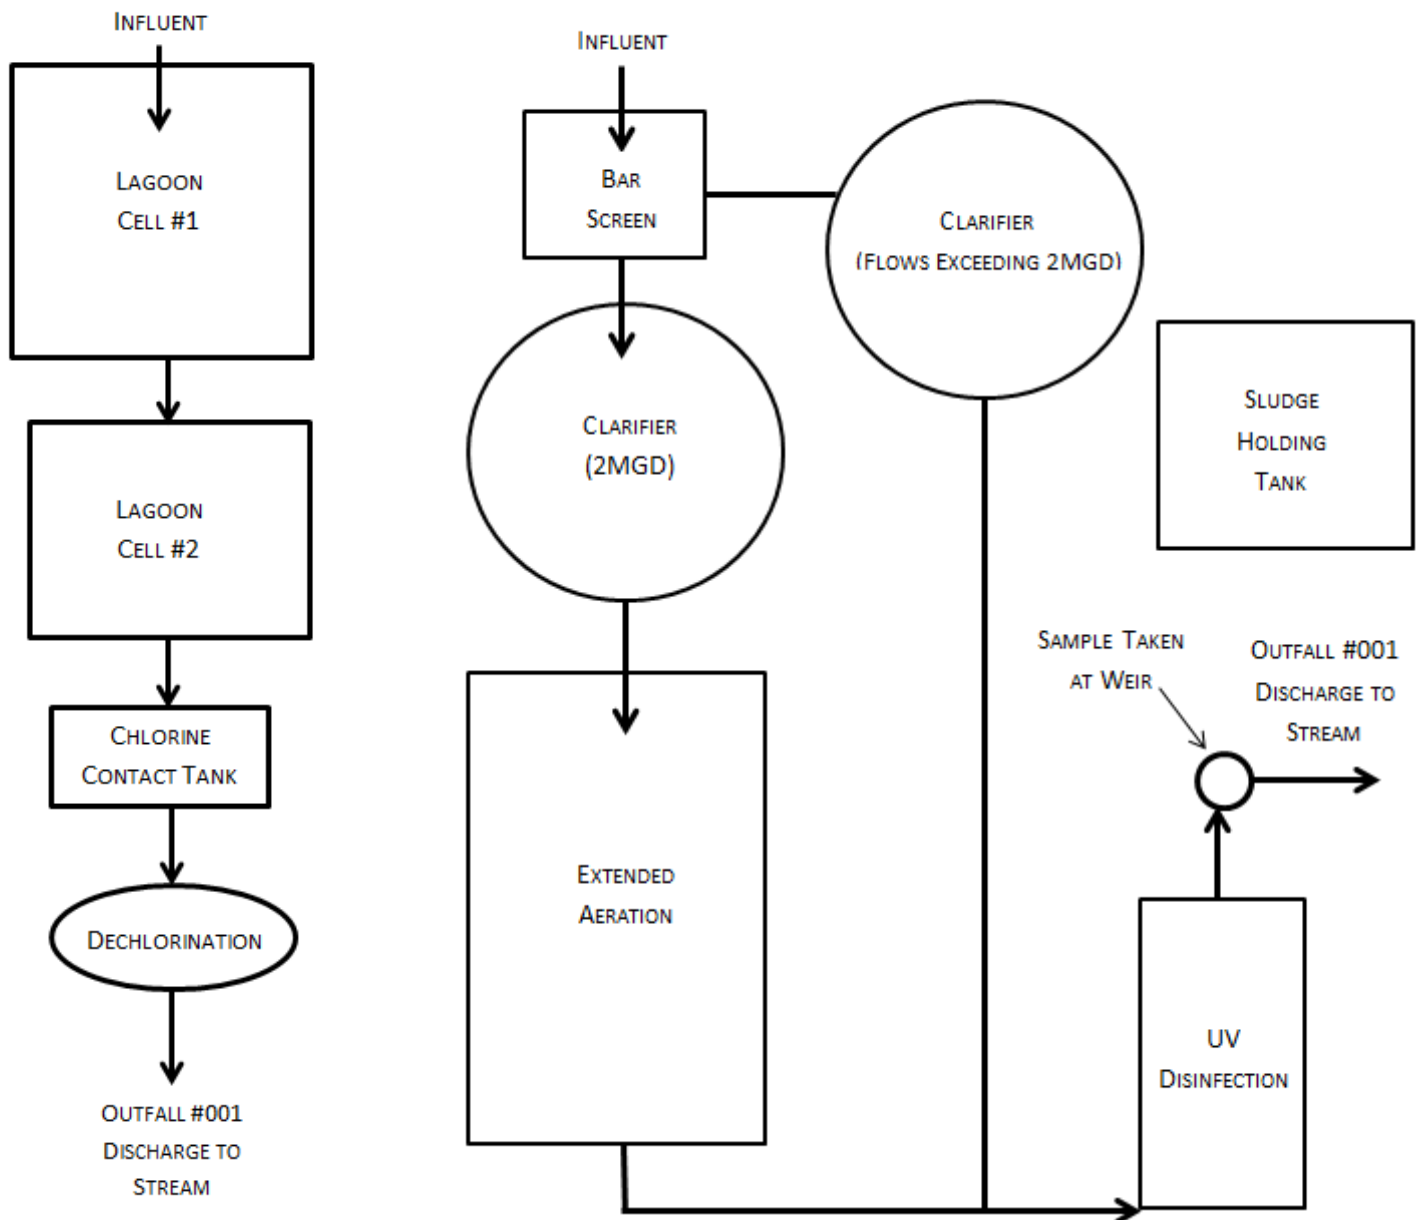 INFLUENT
LAGOON
CELL #1
LAGOON
CELL #2
CHLORINE
CONTACT TANK
DECHLORINATION
OUTFALL #001
DISCHARGE TO
STREAM
INFLUENT
BAR
SCREEN
CLARIFIER
(FLOWS EXCEEDING 2MGD)
CLARIFIER
(2MGD)
EXTENDED
AERATION
SLUDGE
HOLDING
TANK
SAMPLE TAKEN
AT WEIR
OUTFALL #001
DISCHARGE TO
STREAM
UV
DISINFECTION